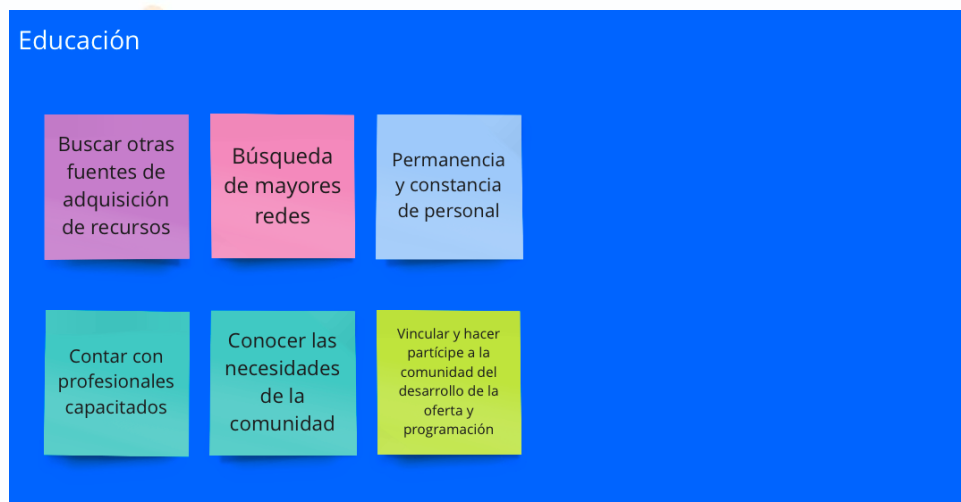 Educación
Buscar otras
fuentes de
adquisición
de recursos
Búsqueda
de mayores
redes
Permanencia
y constancia
de personal
Contar con
profesionales
capacitados
Conocer las
necesidades
de la
comunidad
Vincular y hacer
partícipe a la
comunidad del
desarrollo de la
oferta y
programación